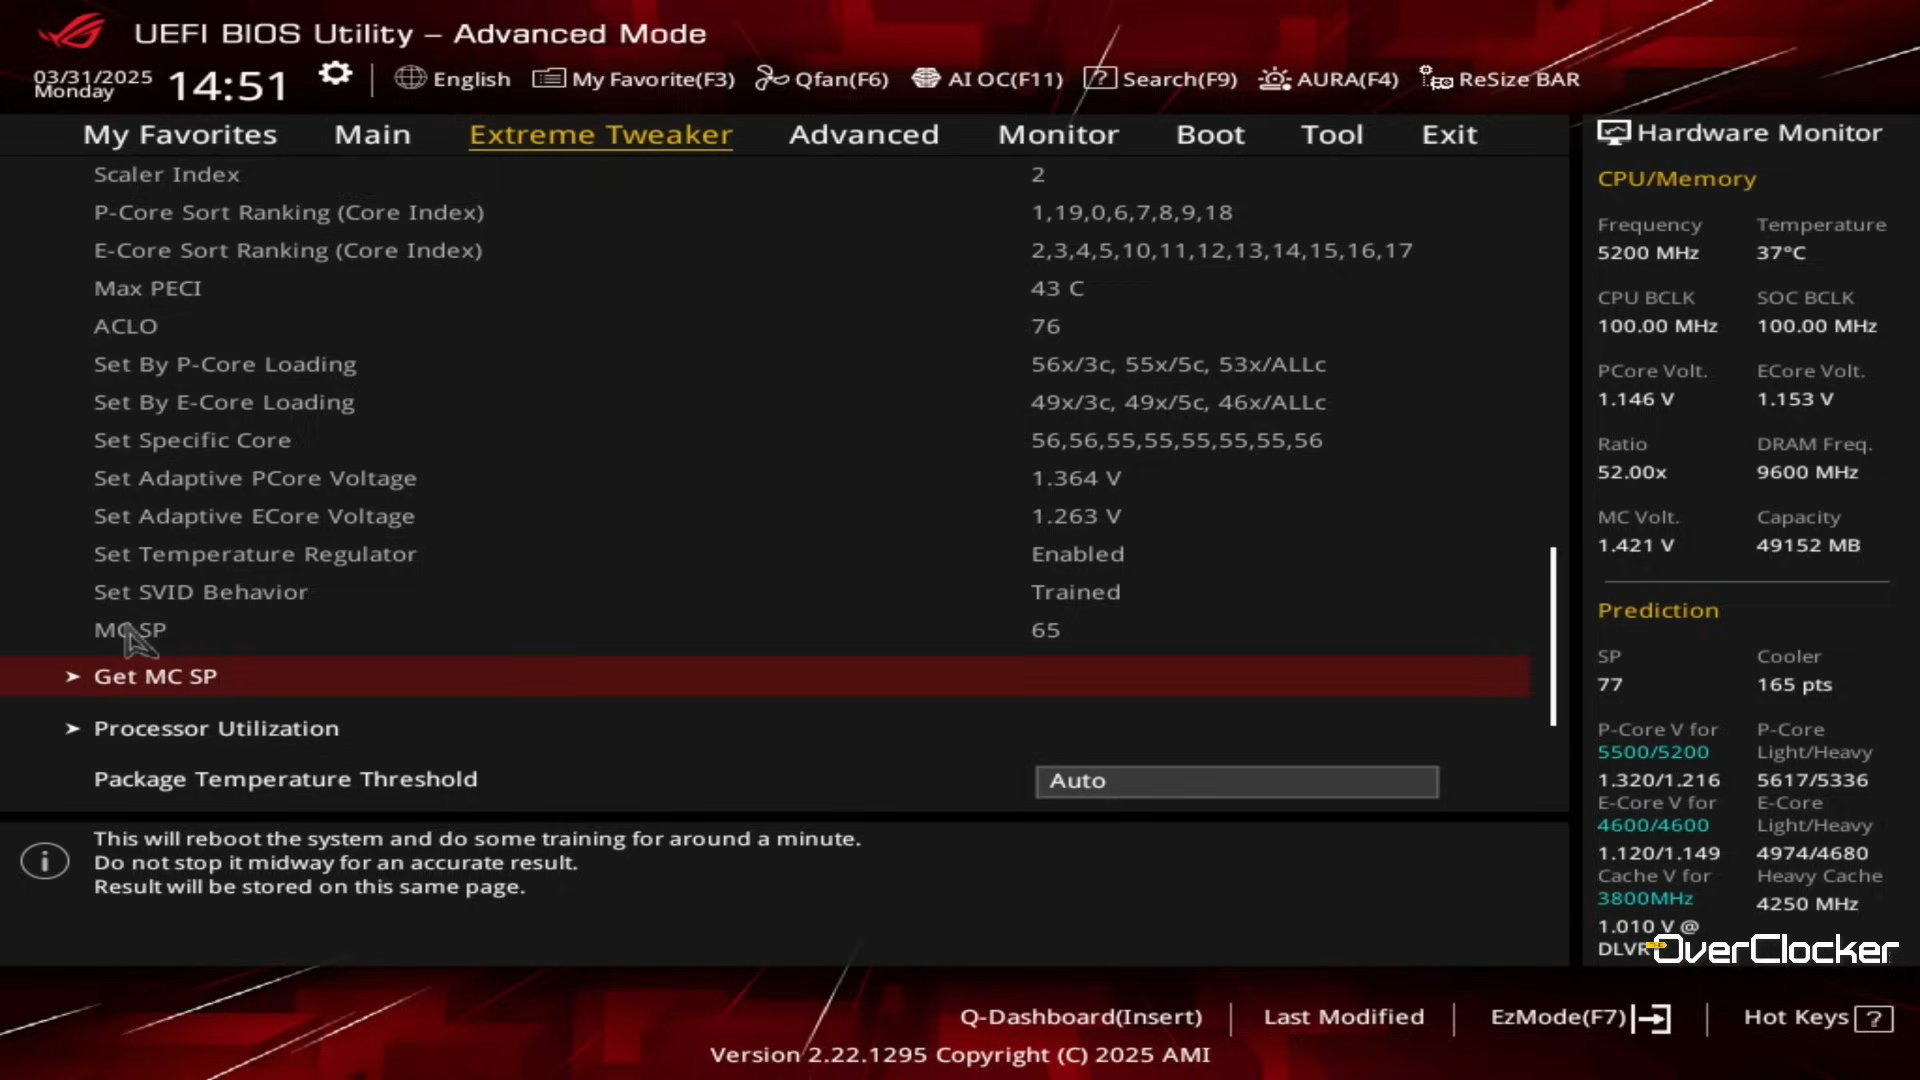 UEFI BIOS Utility – Advanced Mode
03/31/2025
Monday
14:51
English
My Favorite(F3)
Qfan(F6)
AI OC(F11)
Search(F9)
AURA(F4)
ReSize BAR
My Favorites
Main
Extreme Tweaker
Advanced
Monitor
Boot
Tool
Exit
Scaler Index 2
P-Core Sort Ranking (Core Index) 1,19,0,6,7,8,9,18
E-Core Sort Ranking (Core Index) 2,3,4,5,10,11,12,13,14,15,16,17
Max PECI 43 C
ACLO 76
Set By P-Core Loading 56x/3c, 55x/5c, 53x/ALLc
Set By E-Core Loading 49x/3c, 49x/5c, 46x/ALLc
Set Specific Core 56,56,55,55,55,55,55,56
Set Adaptive PCore Voltage 1.364 V
Set Adaptive ECore Voltage 1.263 V
Set Temperature Regulator Enabled
Set SVID Behavior Trained
MC SP 65
Get MC SP
Processor Utilization
Package Temperature Threshold Auto
This will reboot the system and do some training for around a minute.
Do not stop it midway for an accurate result.
Result will be stored on this same page.
Hardware Monitor
CPU/Memory
Frequency Temperature
5200 MHz 37°C
CPU BCLK SOC BCLK
100.00 MHz 100.00 MHz
PCore Volt. ECore Volt.
1.146 V 1.153 V
Ratio DRAM Freq.
52.00x 9600 MHz
MC Volt. Capacity
1.421 V 49152 MB
Prediction
SP Cooler
77 165 pts
P-Core V for P-Core
5500/5200 Light/Heavy
1.320/1.216 5617/5336
E-Core V for E-Core
4600/4600 Light/Heavy
1.120/1.149 4974/4680
Cache V for Heavy Cache
3800MHz 4250 MHz
1.010 V @
DLVR
OverClocker
Q-Dashboard(Insert)
Last Modified
EzMode(F7)
Hot Keys ?
Version 2.22.1295 Copyright (C) 2025 AMI